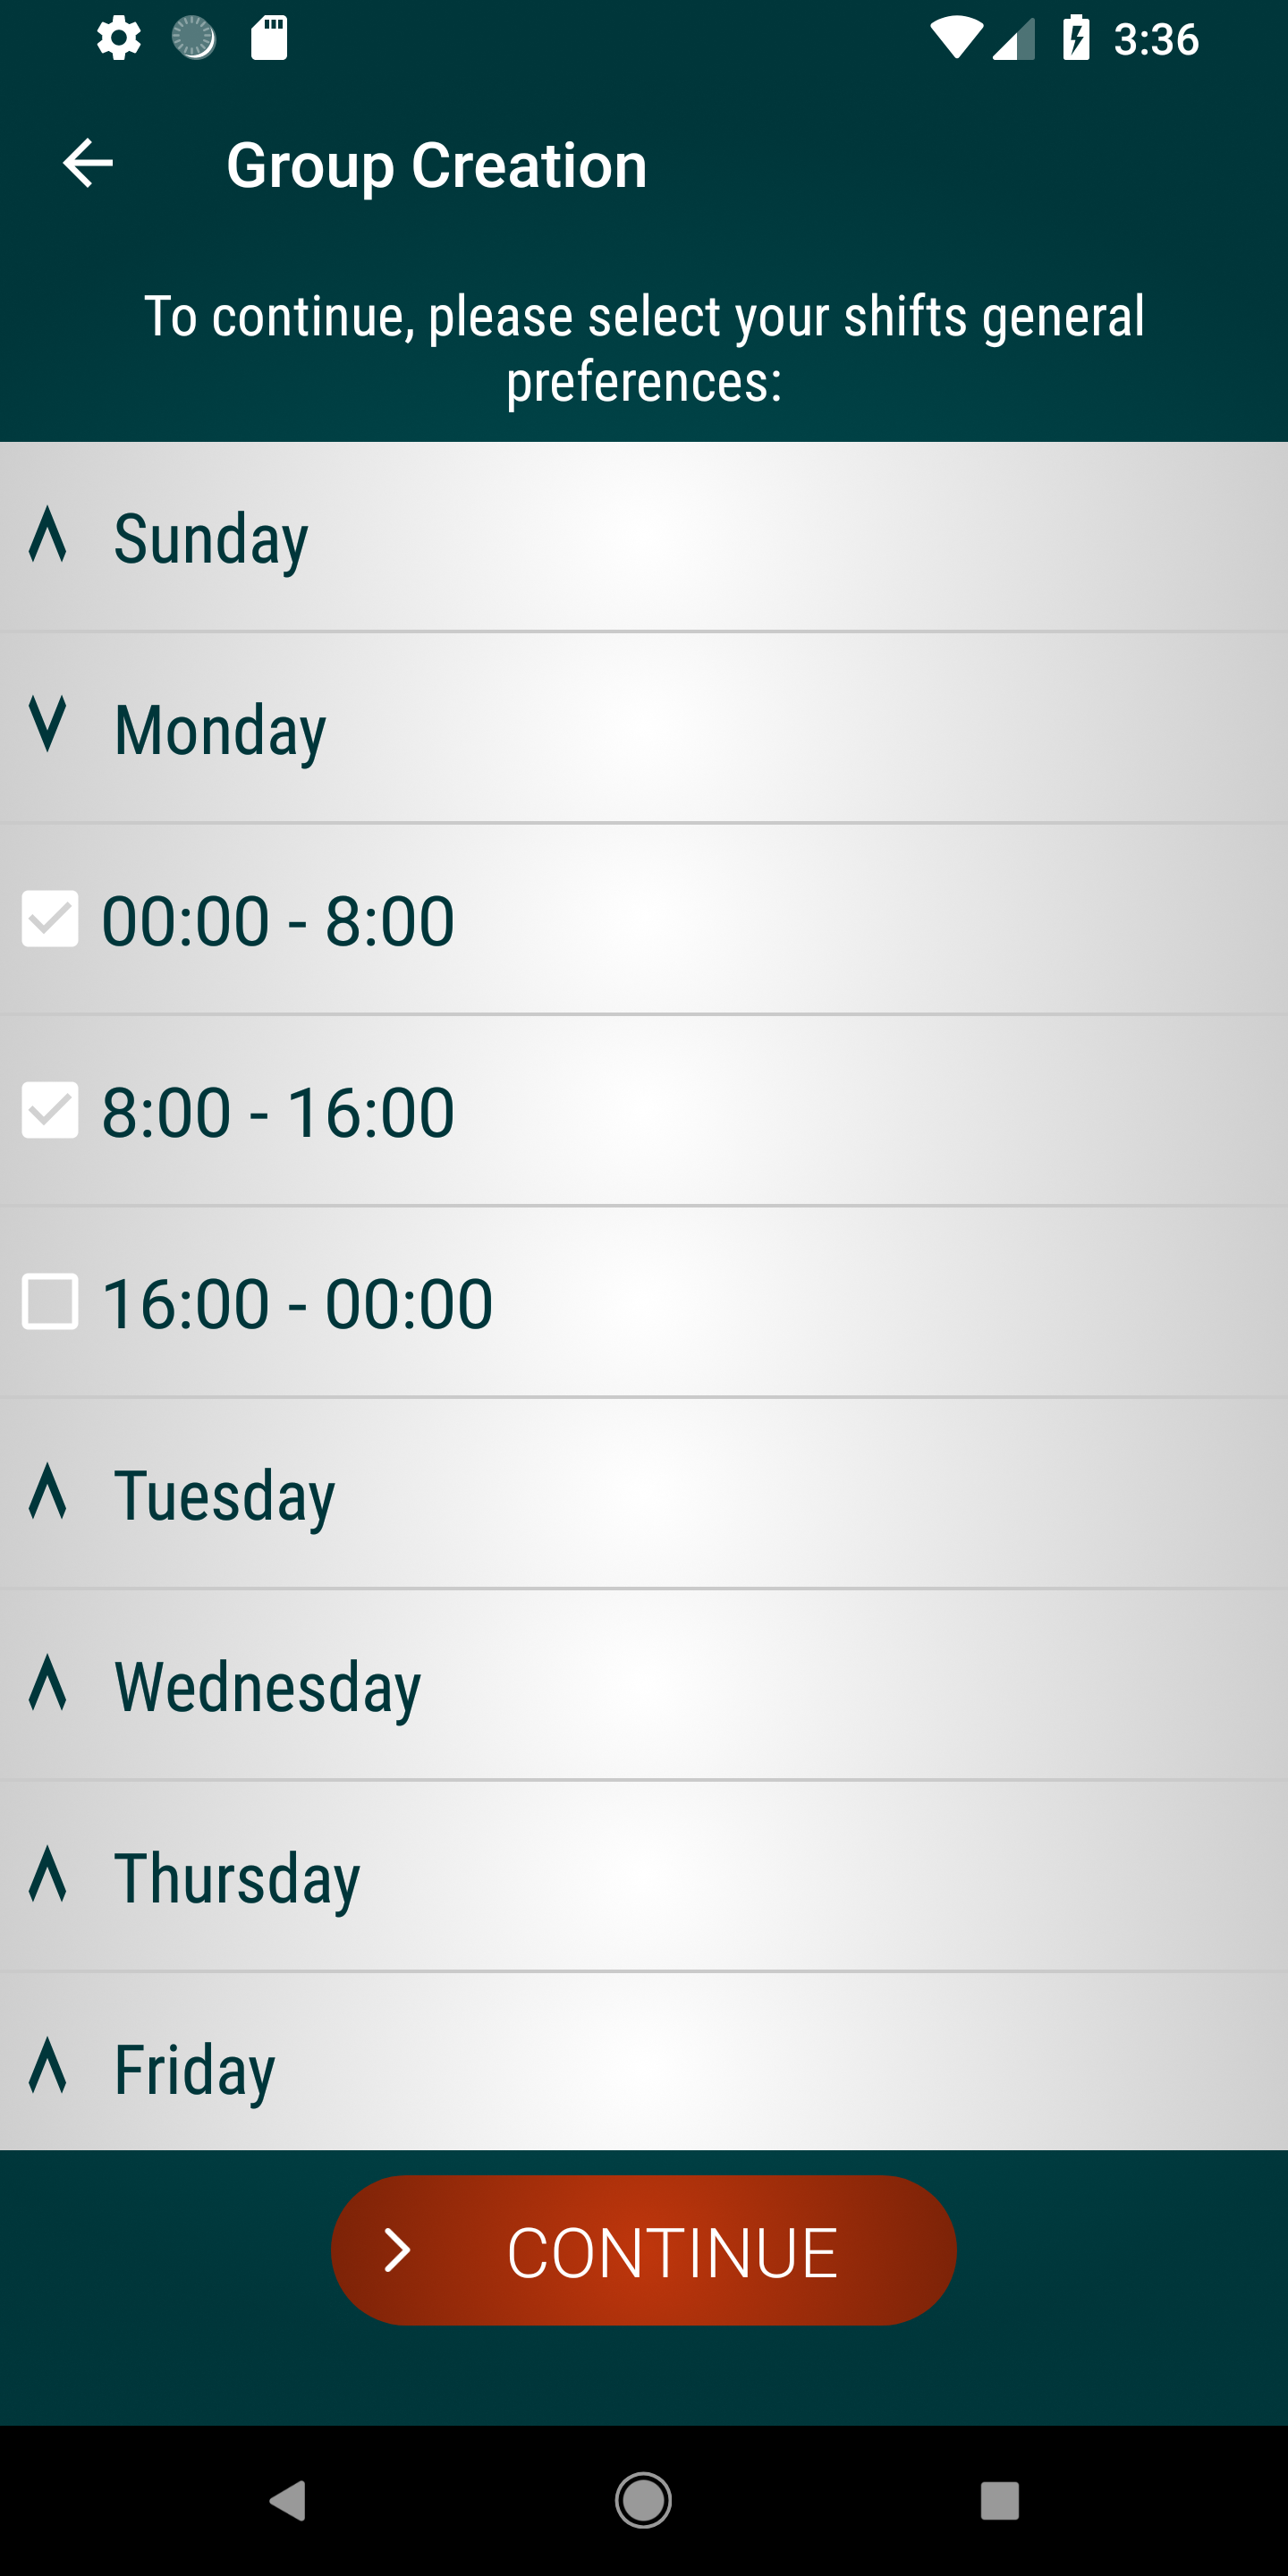 3:36
Group Creation
To continue, please select your shifts general
preferences:
Sunday
Monday
00:00 - 8:00
8:00 - 16:00
16:00 - 00:00
Tuesday
Wednesday
Thursday
Friday
CONTINUE